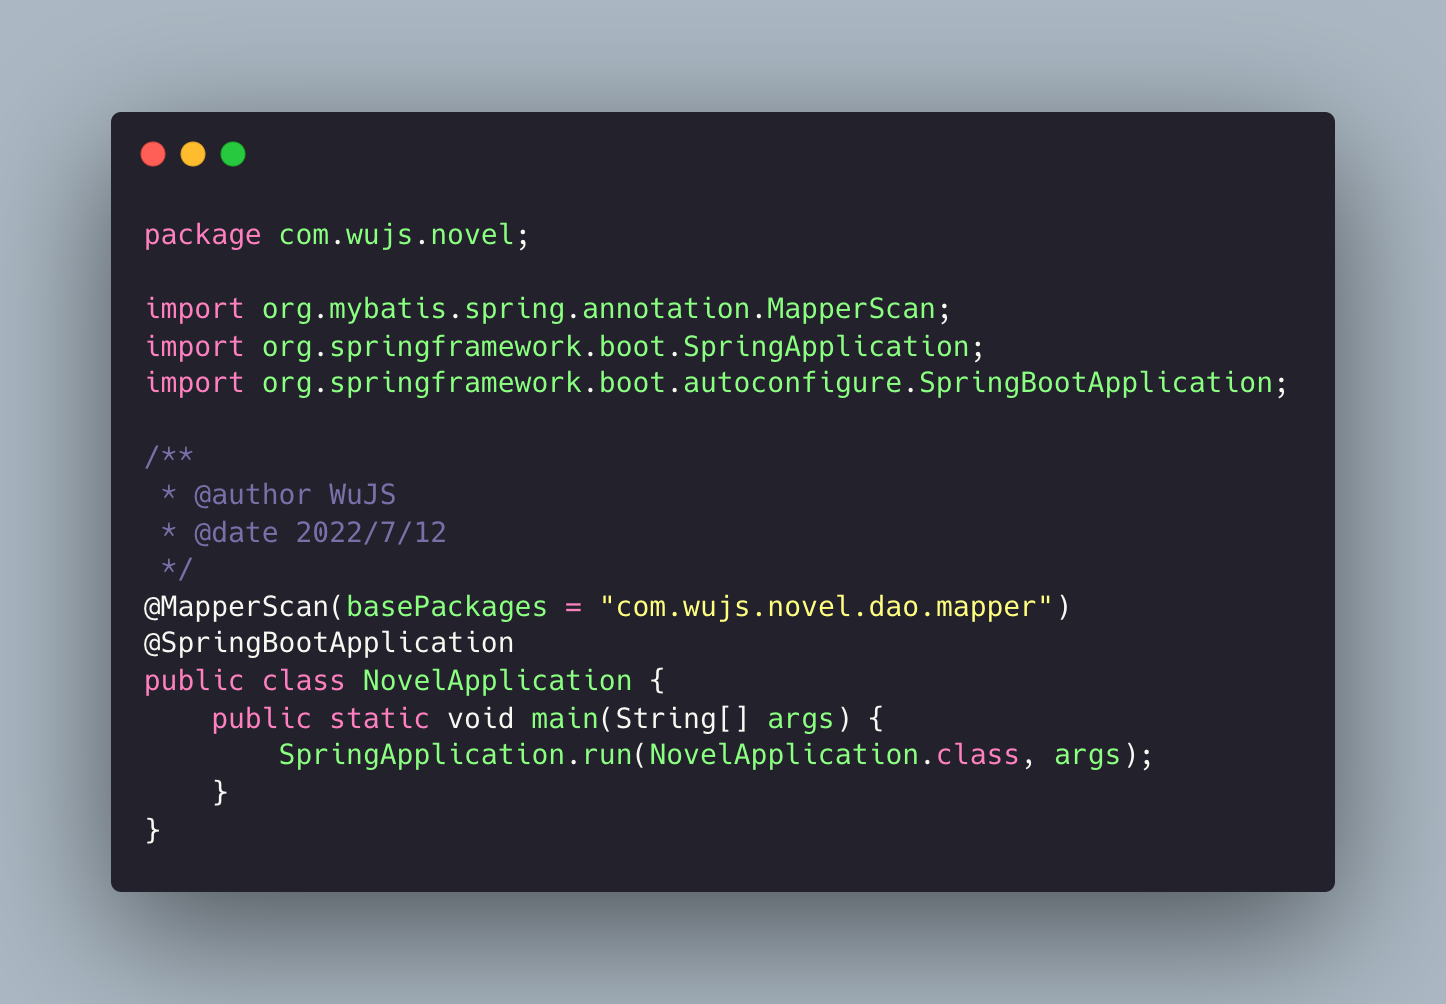 package com.wujs.novel;

import org.mybatis.spring.annotation.MapperScan;
import org.springframework.boot.SpringApplication;
import org.springframework.boot.autoconfigure.SpringBootApplication;

/**
 * @author WuJS
 * @date 2022/7/12
 */
@MapperScan(basePackages = "com.wujs.novel.dao.mapper")
@SpringBootApplication
public class NovelApplication {
    public static void main(String[] args) {
        SpringApplication.run(NovelApplication.class, args);
    }
}